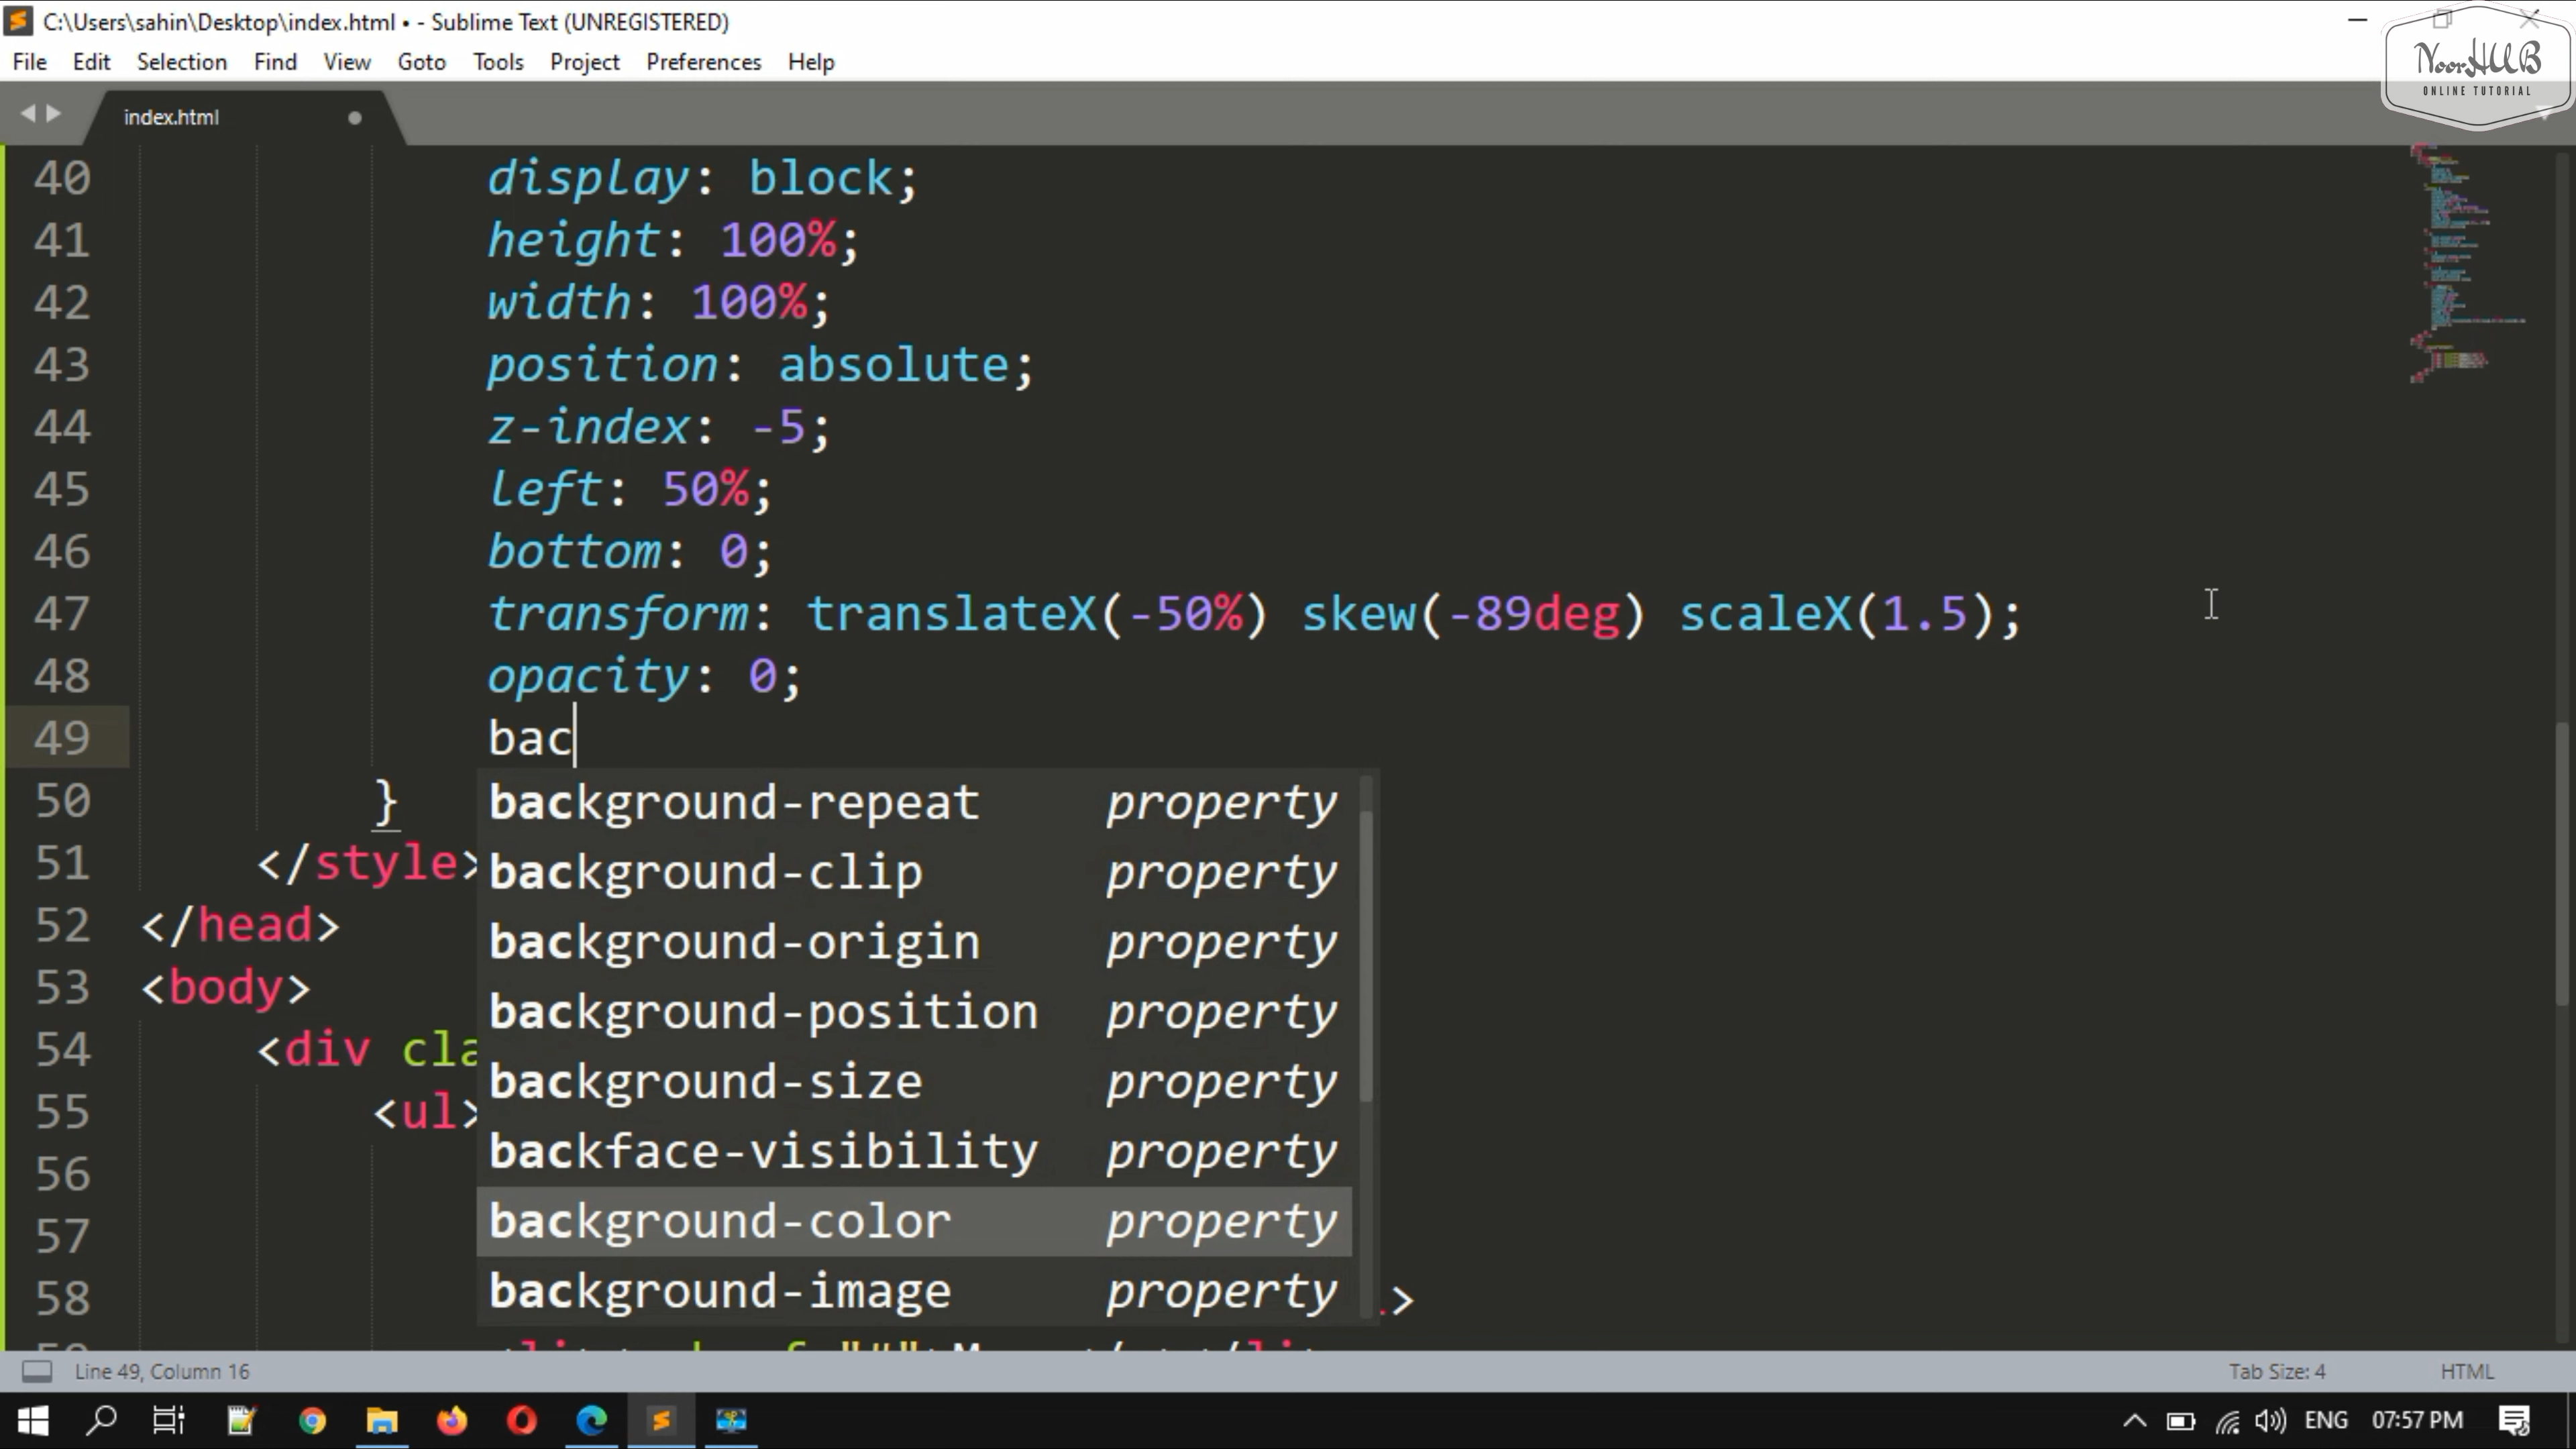 C:\Users\sahin\Desktop\index.html • - Sublime Text (UNREGISTERED)
File Edit Selection Find View Goto Tools Project Preferences Help
NoorHUB
ONLINE TUTORIAL
index.html
40 display: block;
41 height: 100%;
42 width: 100%;
43 position: absolute;
44 z-index: -5;
45 left: 50%;
46 bottom: 0;
47 transform: translateX(-50%) skew(-89deg) scaleX(1.5);
48 opacity: 0;
49 bac
50 }
background-repeat property
51 </style>
background-clip property
52 </head>
background-origin property
53 <body>
background-position property
54 <div cla
background-size property
55 <ul>
backface-visibility property
56
background-color property
57
background-image property
58 >
Line 49, Column 16 Tab Size: 4 HTML
ENG 07:57 PM